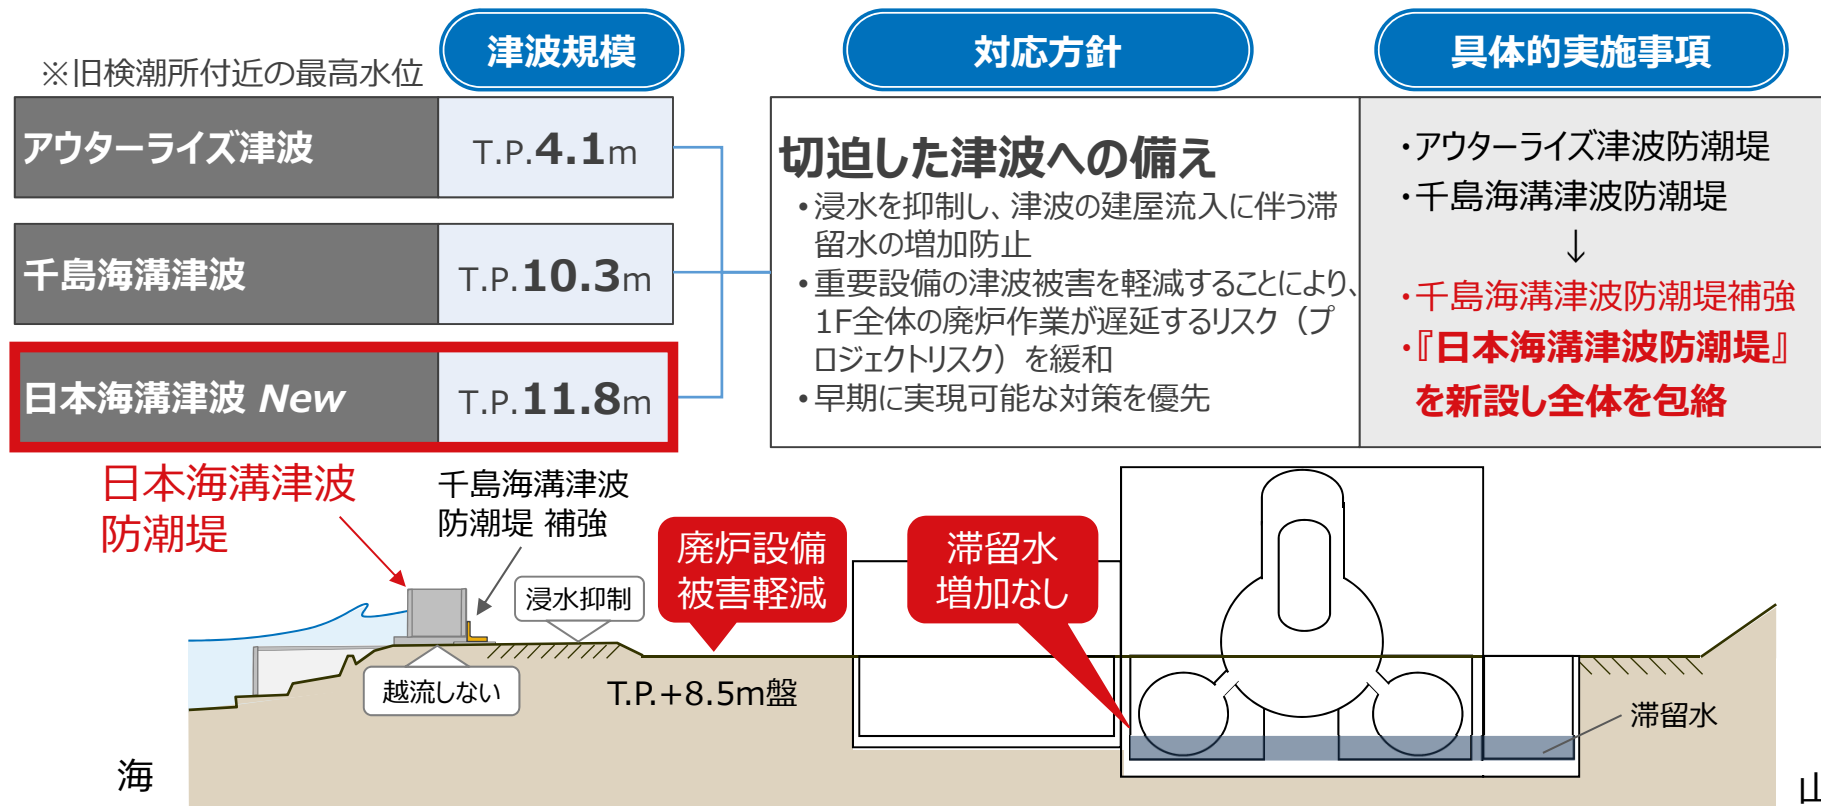 ※旧検潮所付近の最高水位
津波規模
対応方針
具体的実施事項
アウターライズ津波
T.P.4.1m
千島海溝津波
T.P.10.3m
日本海溝津波 New
T.P.11.8m
切迫した津波への備え
•浸水を抑制し、津波の建屋流入に伴う滞
留水の増加防止
•重要設備の津波被害を軽減することにより、
1F全体の廃炉作業が遅延するリスク（プ
ロジェクトリスク）を緩和
•早期に実現可能な対策を優先
・アウターライズ津波防潮堤
・千島海溝津波防潮堤
↓
・千島海溝津波防潮堤補強
・『日本海溝津波防潮堤』
を新設し全体を包絡
日本海溝津波
防潮堤
千島海溝津波
防潮堤 補強
浸水抑制
廃炉設備
被害軽減
滞留水
増加なし
越流しない
T.P.+8.5m盤
滞留水
海
山